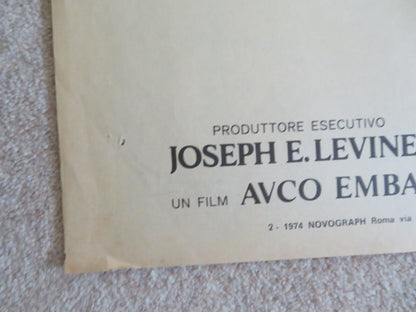 PRODUTTORE ESECUTIVO
JOSEPH E. LEVINE
UN FILM AVCO EMBA
2 - 1974 NOVOGRAPH Roma via